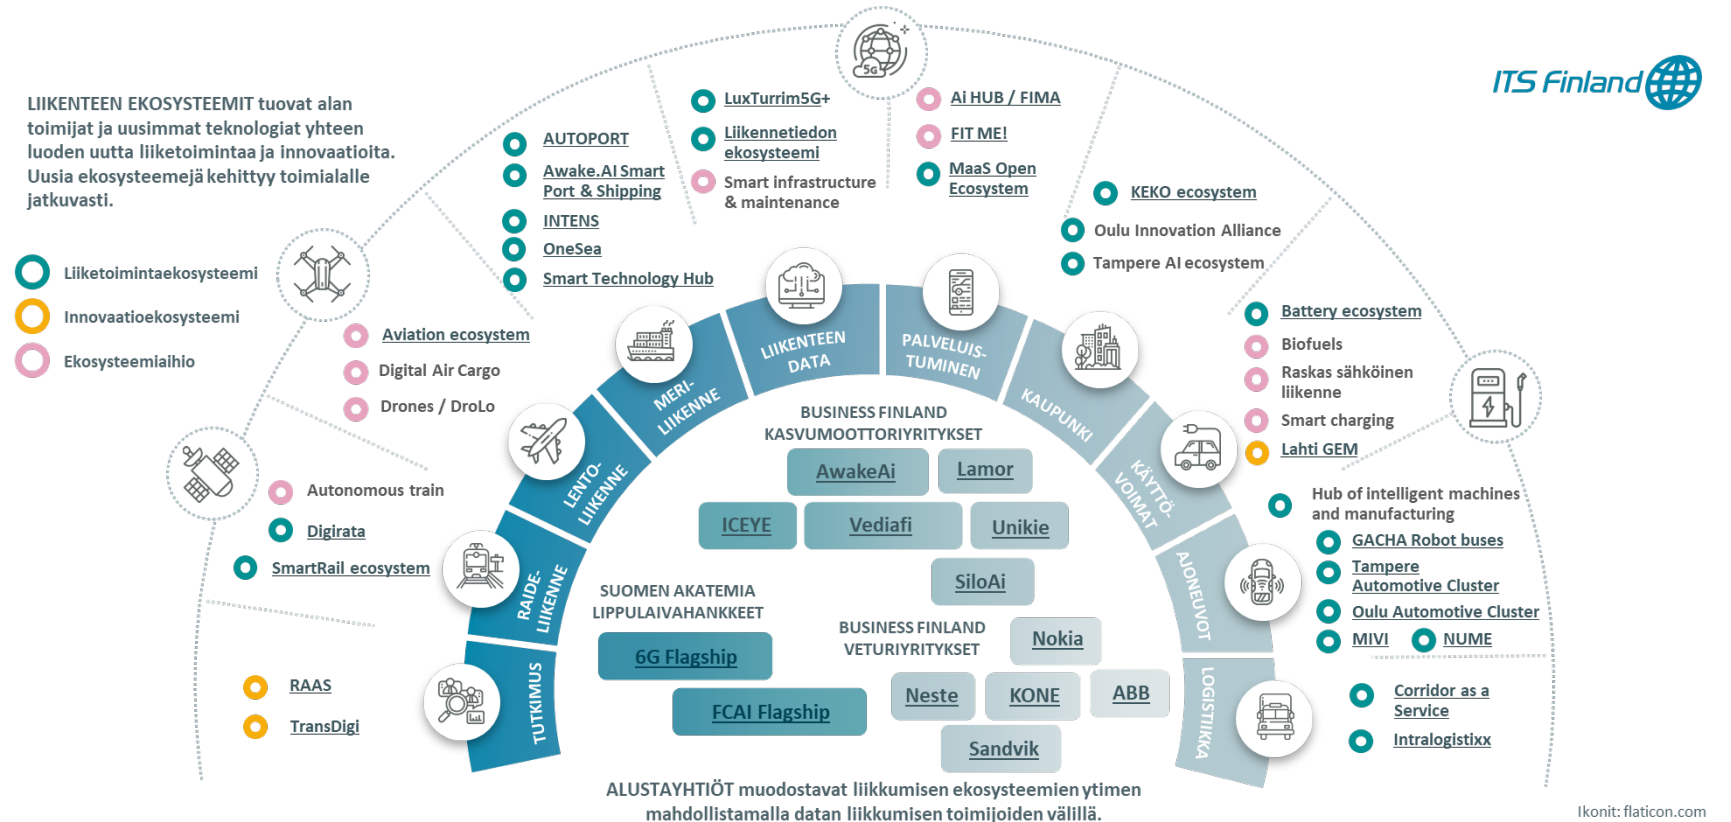 LIIKENTEEN EKOSYSTEEMIT tuovat alan
toimijat ja uusimmat teknologiat yhteen
luoden uutta liiketoimintaa ja innovaatioita.
Uusia ekosysteemejä kehittyy toimialalle
jatkuvasti.
Liiketoimintaekosysteemi
Innovaatioekosysteemi
Ekosysteemiaihio
ITS Finland
5G
RAAS
TransDigi
Autonomous train
Digirata
SmartRail ecosystem
Aviation ecosystem
Digital Air Cargo
Drones / DroLo
AUTOPORT
Awake.AI Smart
Port & Shipping
INTENS
OneSea
Smart Technology Hub
LuxTurrim5G+
Liikennetiedon
ekosysteemi
Smart infrastructure
& maintenance
Ai HUB / FIMA
FIT ME!
MaaS Open
Ecosystem
KEKO ecosystem
Oulu Innovation Alliance
Tampere AI ecosystem
Battery ecosystem
Biofuels
Raskas sähköinen
liikenne
Smart charging
Lahti GEM
Hub of intelligent machines
and manufacturing
GACHA Robot buses
Tampere
Automotive Cluster
Oulu Automotive Cluster
MIVI
NUME
Corridor as a
Service
Intralogistixx
TUTKIMUS
RAIDE-
LIIKENNE
LENTO-
LIIKENNE
MERI-
LIIKENNE
LIIKENTEEN
DATA
PALVELUIS-
TUMINEN
KAUPUNKI
KÄYTTÖ-
VOIMAT
AJONEUVOT
LOGISTIIKKA
BUSINESS FINLAND
KASVUMOOTTORIYRITYKSET
AwakeAi
Lamor
ICEYE
Vediafi
Unikie
SiloAi
SUOMEN AKATEMIA
LIPPULAIVAHANKKEET
6G Flagship
FCAI Flagship
BUSINESS FINLAND
VETURIYRITYKSET
Nokia
Neste
KONE
ABB
Sandvik
ALUSTAYHTIÖT muodostavat liikkumisen ekosysteemien ytimen
mahdollistamalla datan liikkumisen toimijoiden välillä.
Ikonit: flaticon.com